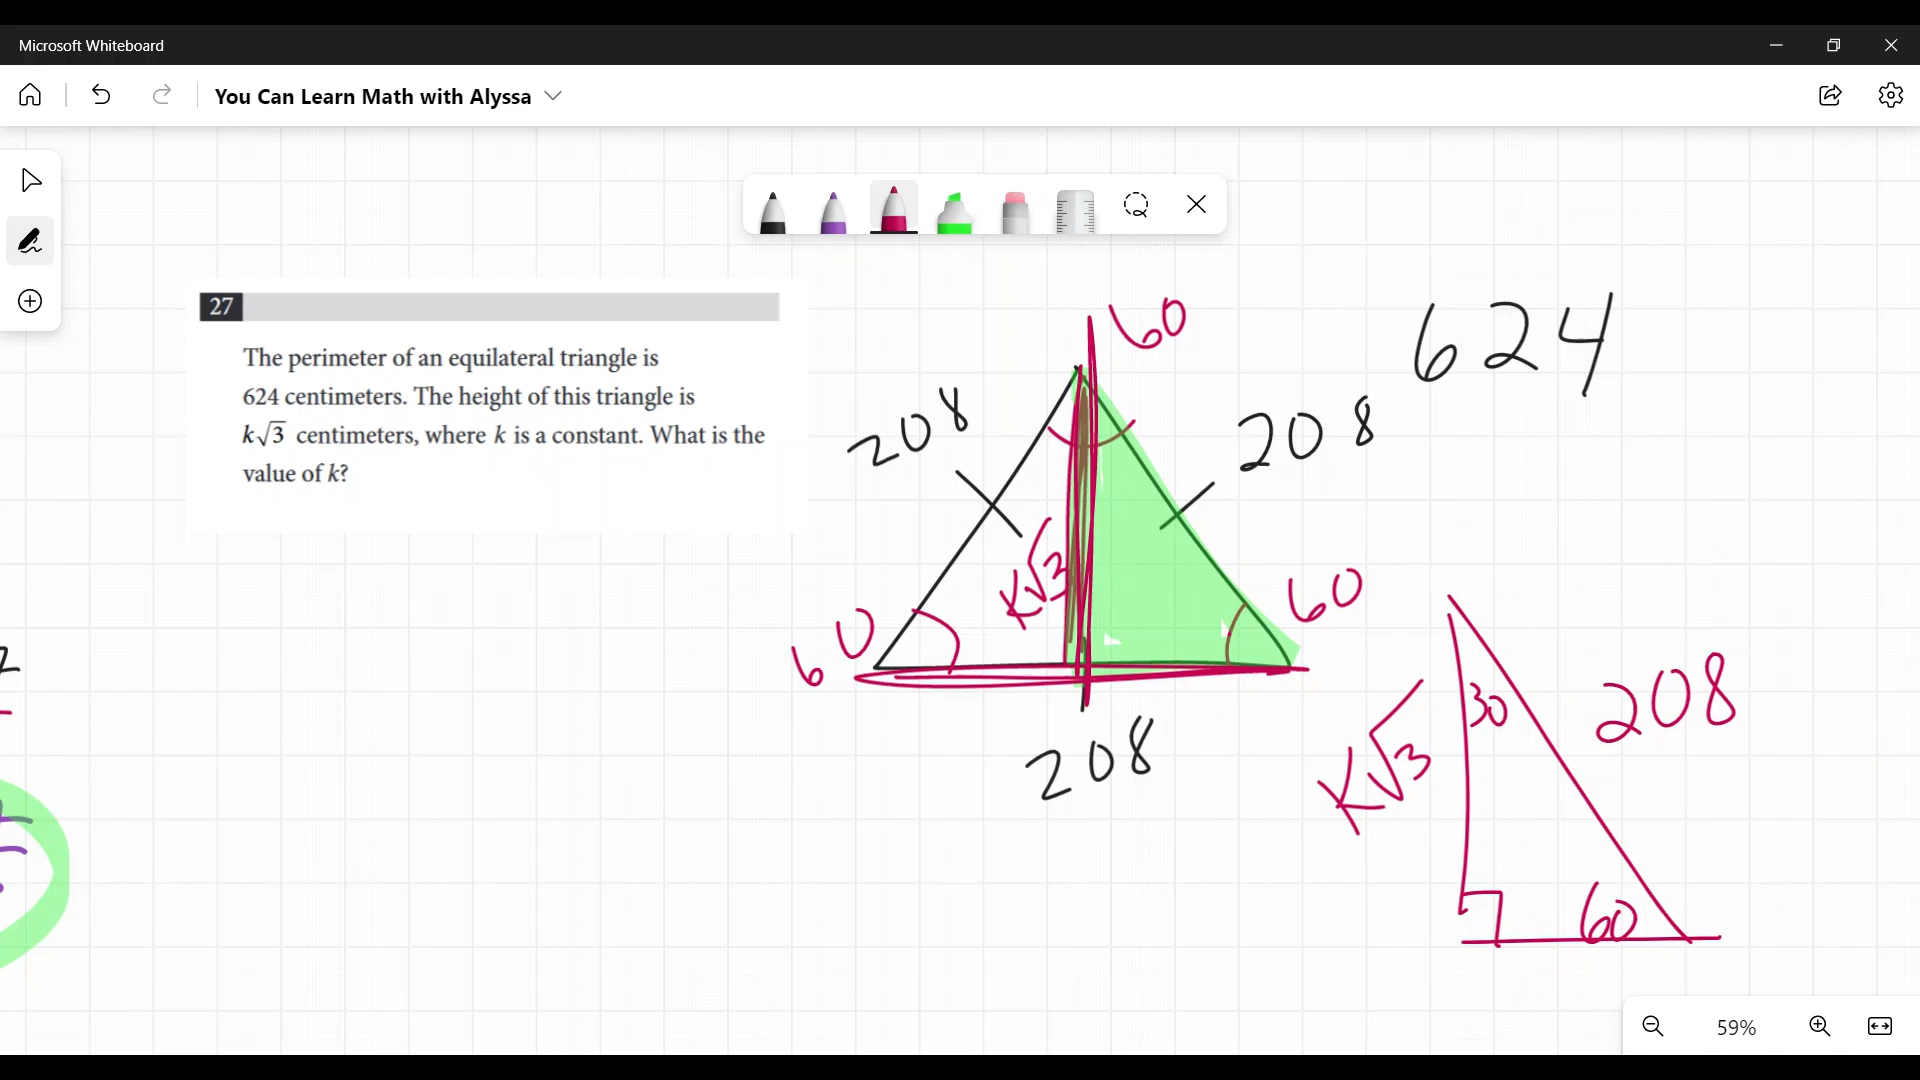 Microsoft Whiteboard
You Can Learn Math with Alyssa
27
The perimeter of an equilateral triangle is
624 centimeters. The height of this triangle is
k√3 centimeters, where k is a constant. What is the
value of k?
60
624
208
208
k√3
60
60
208
30
208
k√3
60
59%